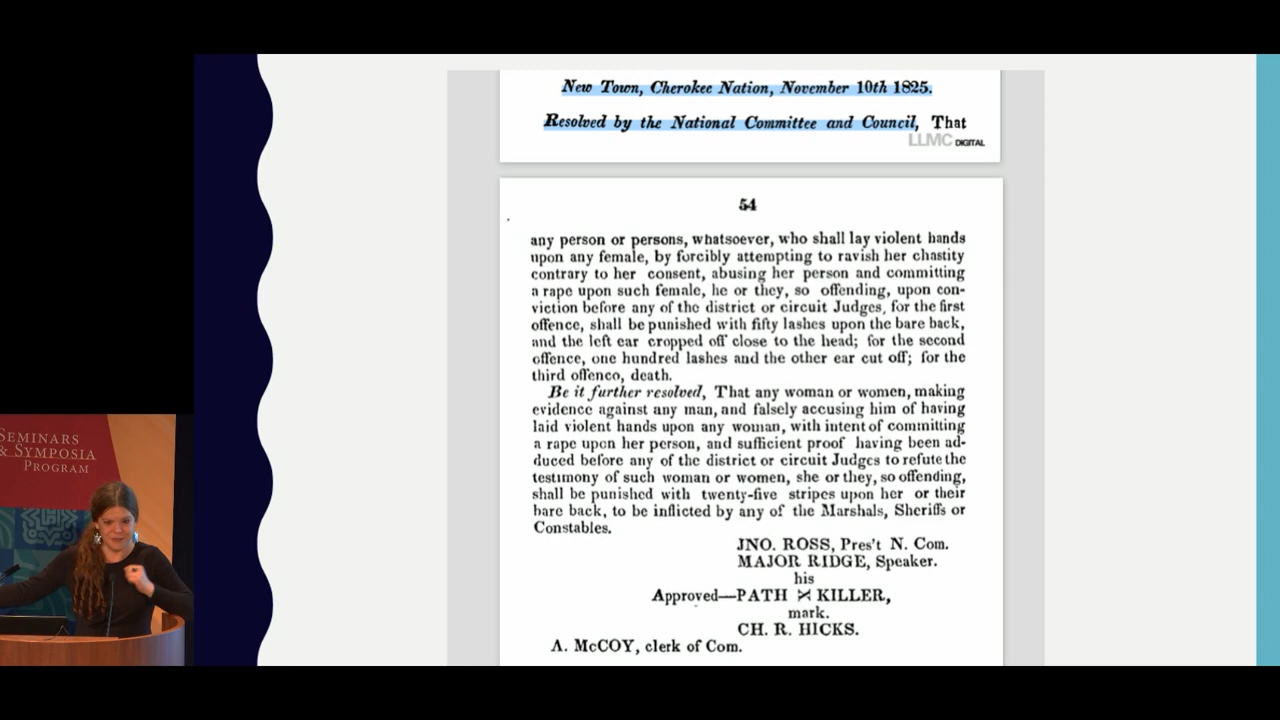 New Town, Cherokee Nation, November 10th 1825.
Resolved by the National Committee and Council, That
LLMC DIGITAL
54
any person or persons, whatsoever, who shall lay violent hands
upon any female, by forcibly attempting to ravish her chastity
contrary to her consent, abusing her person and committing
a rape upon such female, he or they, so offending, upon con-
viction before any of the district or circuit Judges, for the first
offence, shall be punished with fifty lashes upon the bare back,
and the left ear cropped off close to the head; for the second
offence, one hundred lashes and the other ear cut off; for the
third offence, death.
Be it further resolved, That any woman or women, making
evidence against any man, and falsely accusing him of having
laid violent hands upon any woman, with intent of committing
a rape upon her person, and sufficient proof having been ad-
duced before any of the district or circuit Judges to refute the
testimony of such woman or women, she or they, so offending,
shall be punished with twenty-five stripes upon her or their
bare back, to be inflicted by any of the Marshals, Sheriffs or
Constables.
JNO. ROSS, Pres't N. Com.
MAJOR RIDGE, Speaker.
his
Approved—PATH ⋈ KILLER,
mark.
CH. R. HICKS.
A. McCOY, clerk of Com.
SEMINARS
& SYMPOSIA
PROGRAM